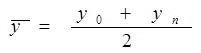 y̅ = (y₀ + yₙ) / 2